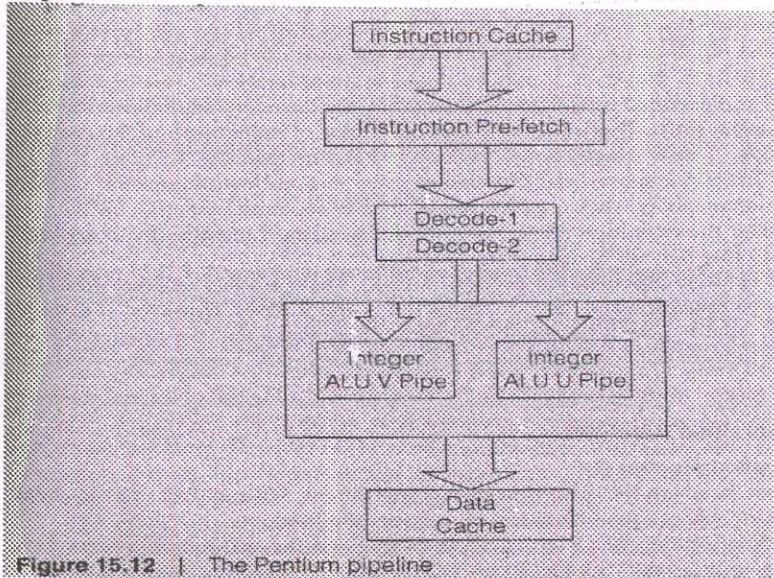 Instruction Cache
Instruction Pre-fetch
Decode-1
Decode-2
Integer
ALU V Pipe
Integer
ALU U Pipe
Data
Cache
Figure 15.12 | The Pentium pipeline